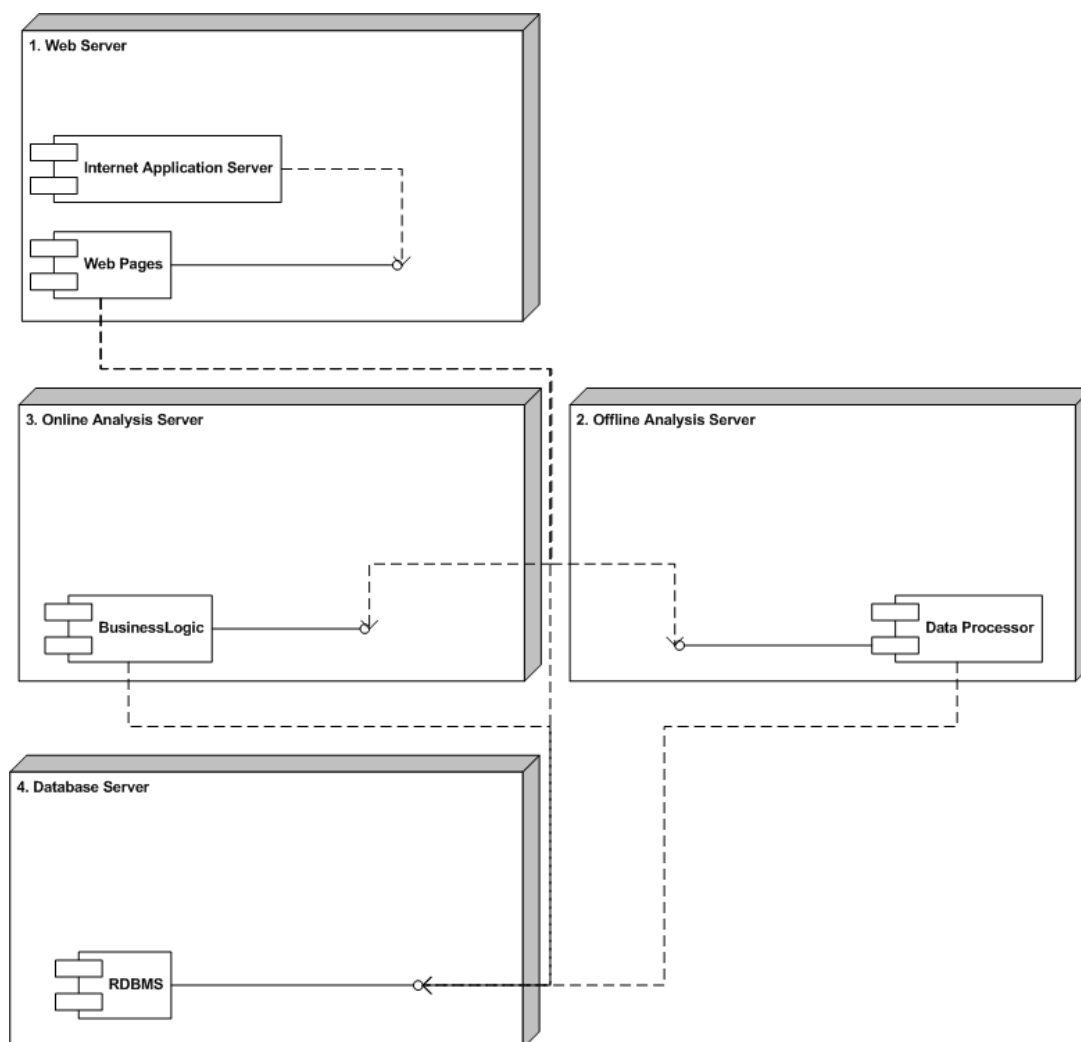 1. Web Server
Internet Application Server
Web Pages
3. Online Analysis Server
2. Offline Analysis Server
BusinessLogic
Data Processor
4. Database Server
RDBMS